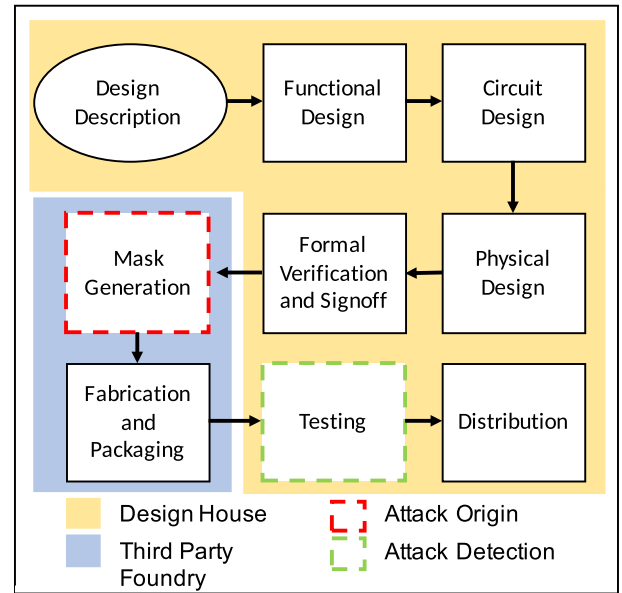 Design
Description
Functional
Design
Circuit
Design
Mask
Generation
Formal
Verification
and Signoff
Physical
Design
Fabrication
and
Packaging
Testing
Distribution
Design House
Attack Origin
Third Party
Foundry
Attack Detection